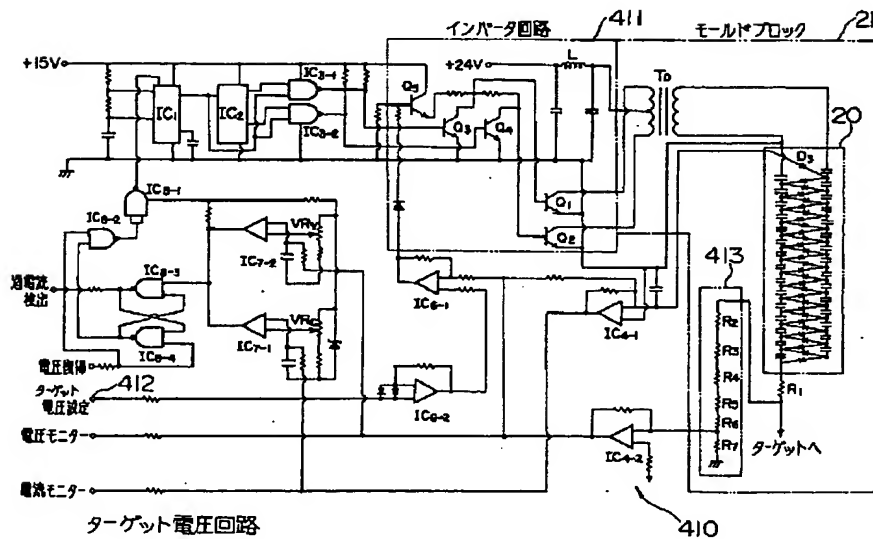 インバータ回路
411
モールドブロック
21
+15V
+24V
L
TD
20
IC1
IC2
IC3-1
IC3-2
Q5
Q3
Q4
D3
IC8-1
IC8-2
VRV
Q1
Q2
413
IC7-2
過電流
検出
IC8-3
IC6-1
IC4-1
R2
VRC
R3
IC8-4
IC7-1
R4
R1
電圧復帰
ターゲット
電圧設定
412
R5
R6
IC6-2
R7
ターゲットへ
電圧モニター
IC4-2
電流モニター
410
ターゲット電圧回路